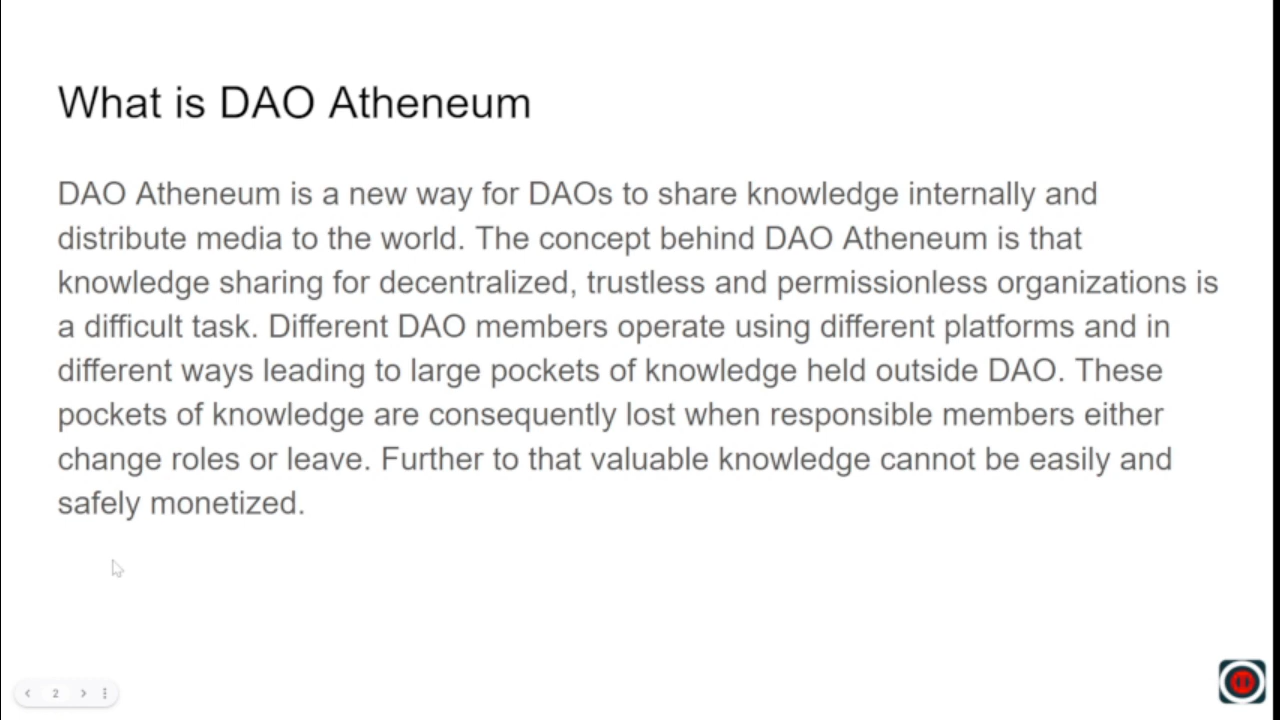 What is DAO Atheneum
DAO Atheneum is a new way for DAOs to share knowledge internally and
distribute media to the world. The concept behind DAO Atheneum is that
knowledge sharing for decentralized, trustless and permissionless organizations is
a difficult task. Different DAO members operate using different platforms and in
different ways leading to large pockets of knowledge held outside DAO. These
pockets of knowledge are consequently lost when responsible members either
change roles or leave. Further to that valuable knowledge cannot be easily and
safely monetized.
2